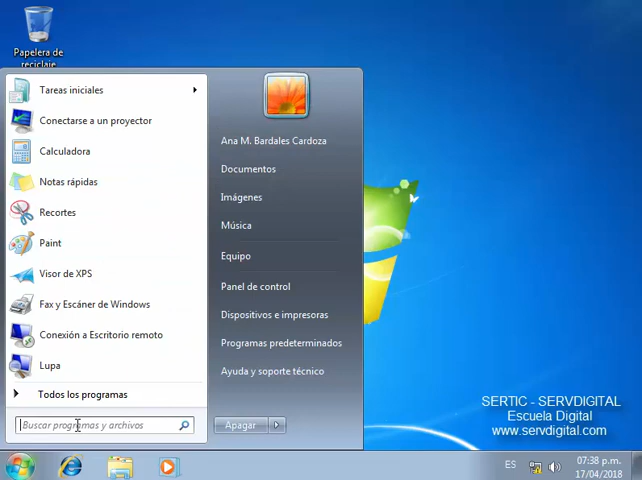 Papelera de
reciclaje
Tareas iniciales
Conectarse a un proyector
Calculadora
Notas rápidas
Recortes
Paint
Visor de XPS
Fax y Escáner de Windows
Conexión a Escritorio remoto
Lupa
Todos los programas
Buscar programas y archivos
Ana M. Bardales Cardoza
Documentos
Imágenes
Música
Equipo
Panel de control
Dispositivos e impresoras
Programas predeterminados
Ayuda y soporte técnico
Apagar
SERTIC - SERVDIGITAL
Escuela Digital
www.servdigital.com
ES
07:38 p.m.
17/04/2018